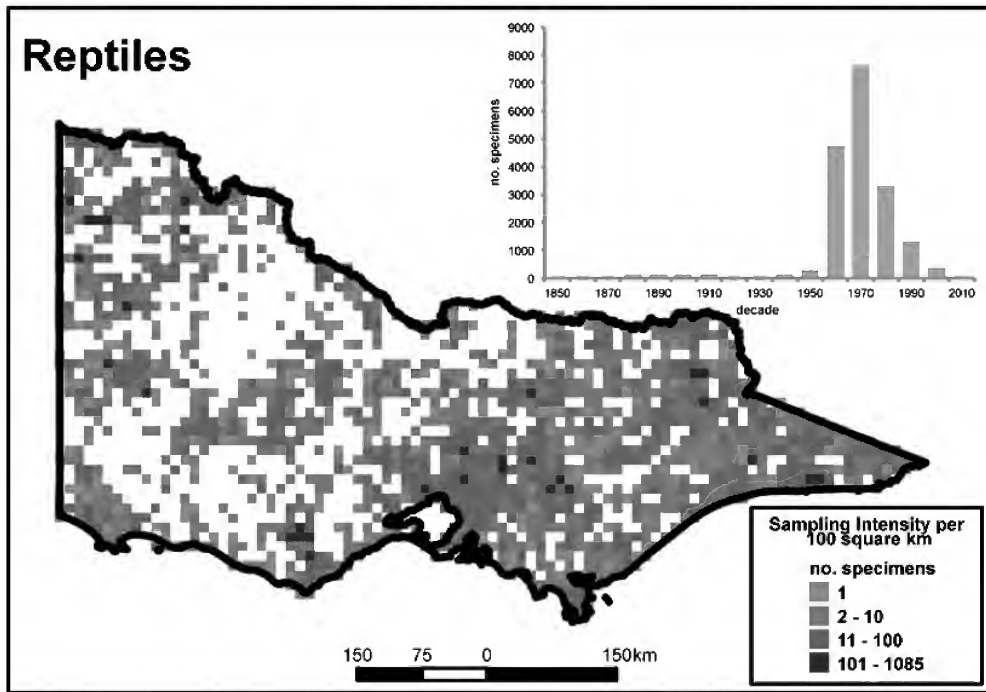 Reptiles
9000
8000
7000
6000
5000
4000
3000
2000
1000
0
no. specimens
1850 1870 1890 1910 1930 1950 1970 1990 2010
decade
Sampling Intensity per
100 square km
no. specimens
1
2 - 10
11 - 100
101 - 1085
150 75 0 150km